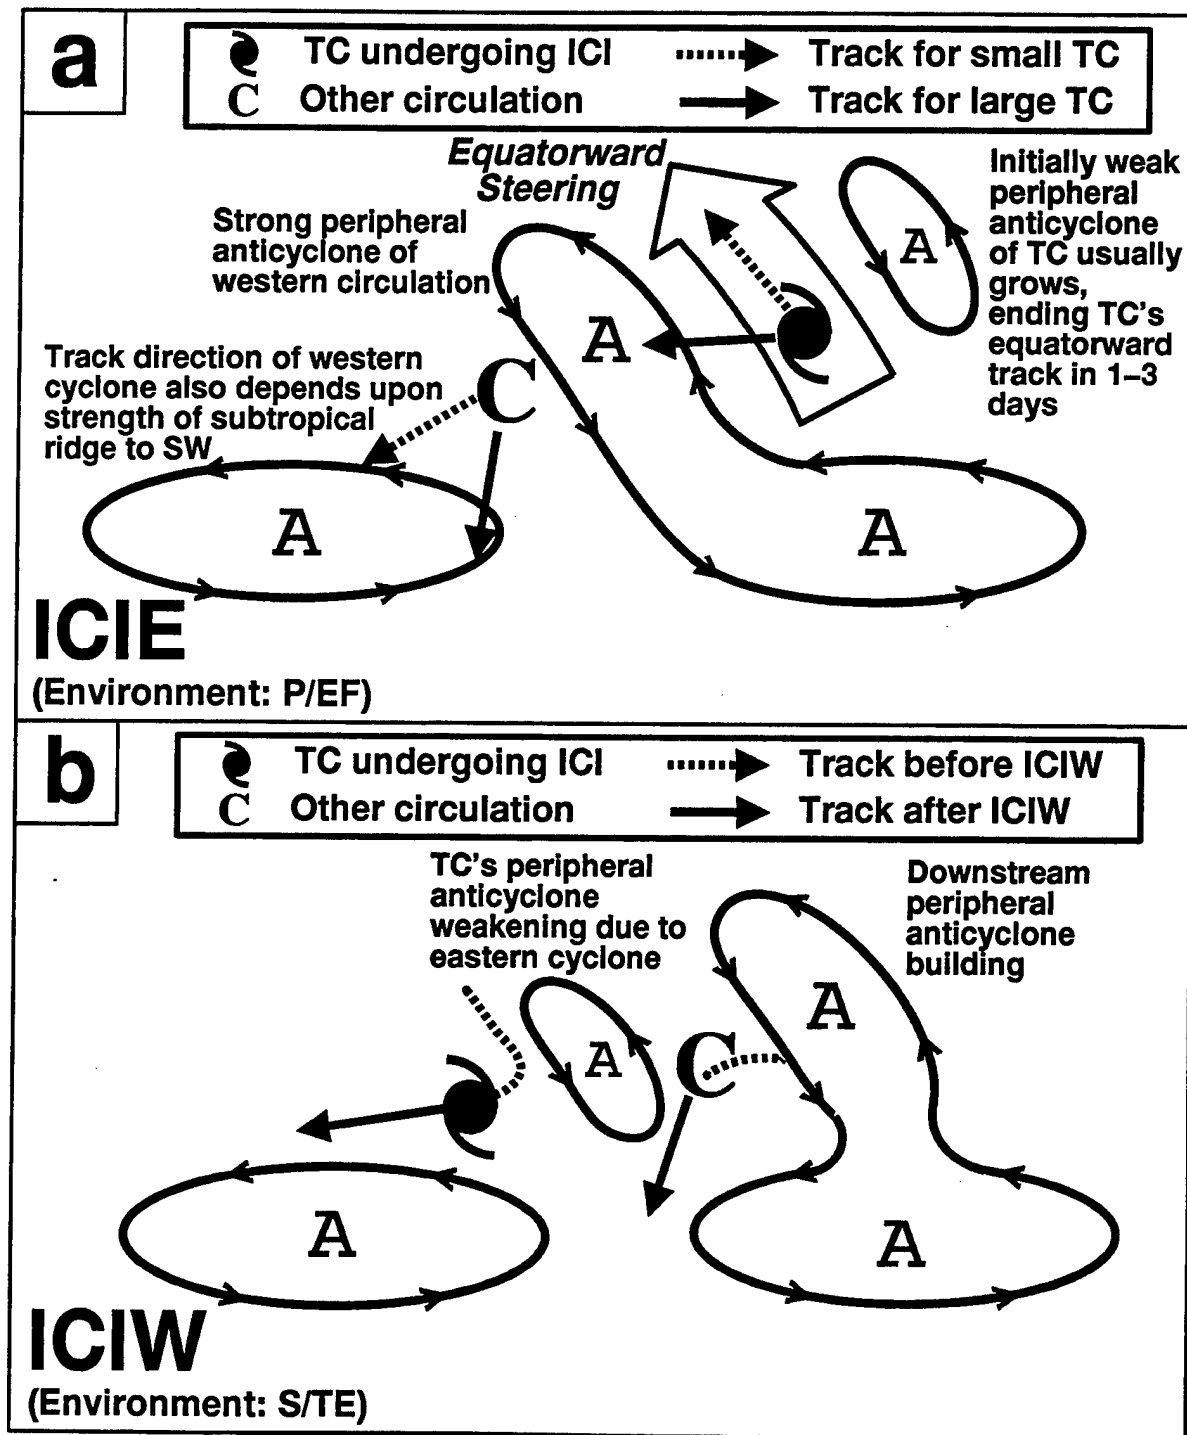 a
TC undergoing ICI
Track for small TC
C
Other circulation
Track for large TC
Equatorward
Steering
Strong peripheral
anticyclone of
western circulation
Initially weak
peripheral
anticyclone
of TC usually
grows,
ending TC's
equatorward
track in 1–3
days
A
A
Track direction of western
cyclone also depends upon
strength of subtropical
ridge to SW
C
A
A
ICIE
(Environment: P/EF)
b
TC undergoing ICI
Track before ICIW
C
Other circulation
Track after ICIW
TC's peripheral
anticyclone
weakening due to
eastern cyclone
Downstream
peripheral
anticyclone
building
A
A
C
A
A
ICIW
(Environment: S/TE)